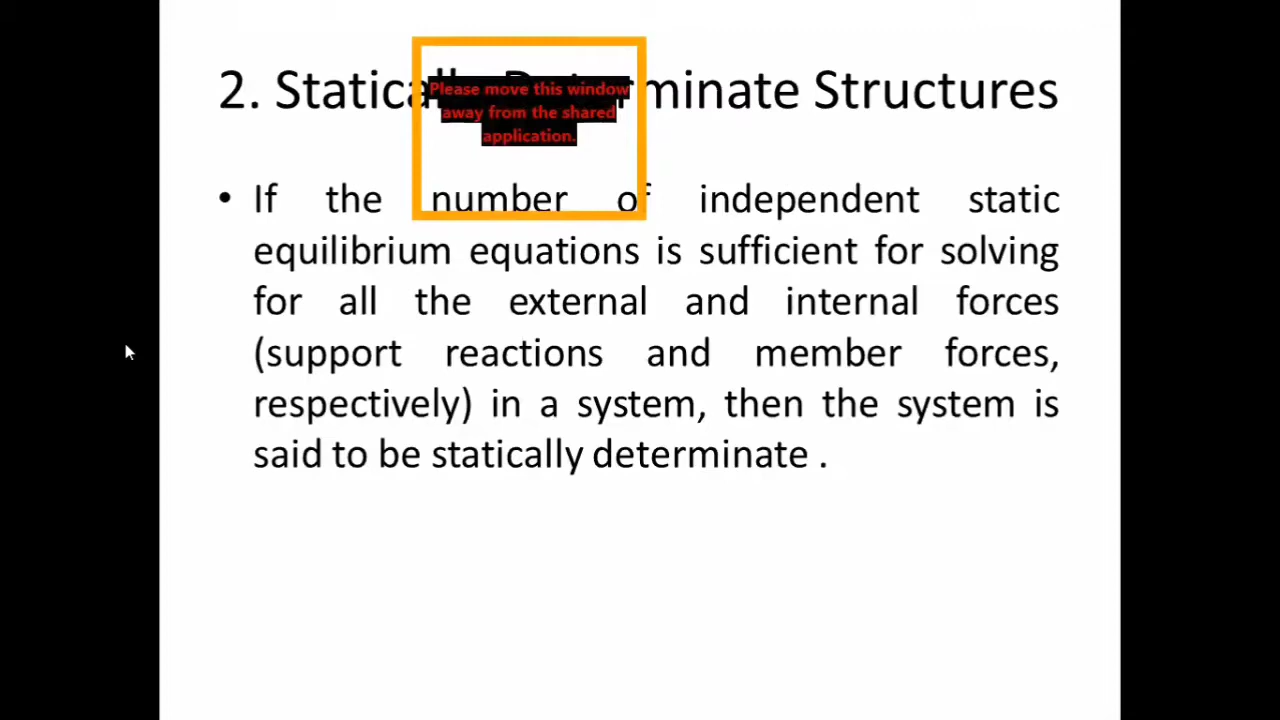 2. Statically Determinate Structures
Please move this window
away from the shared
application.
• If the number of independent static
equilibrium equations is sufficient for solving
for all the external and internal forces
(support reactions and member forces,
respectively) in a system, then the system is
said to be statically determinate .